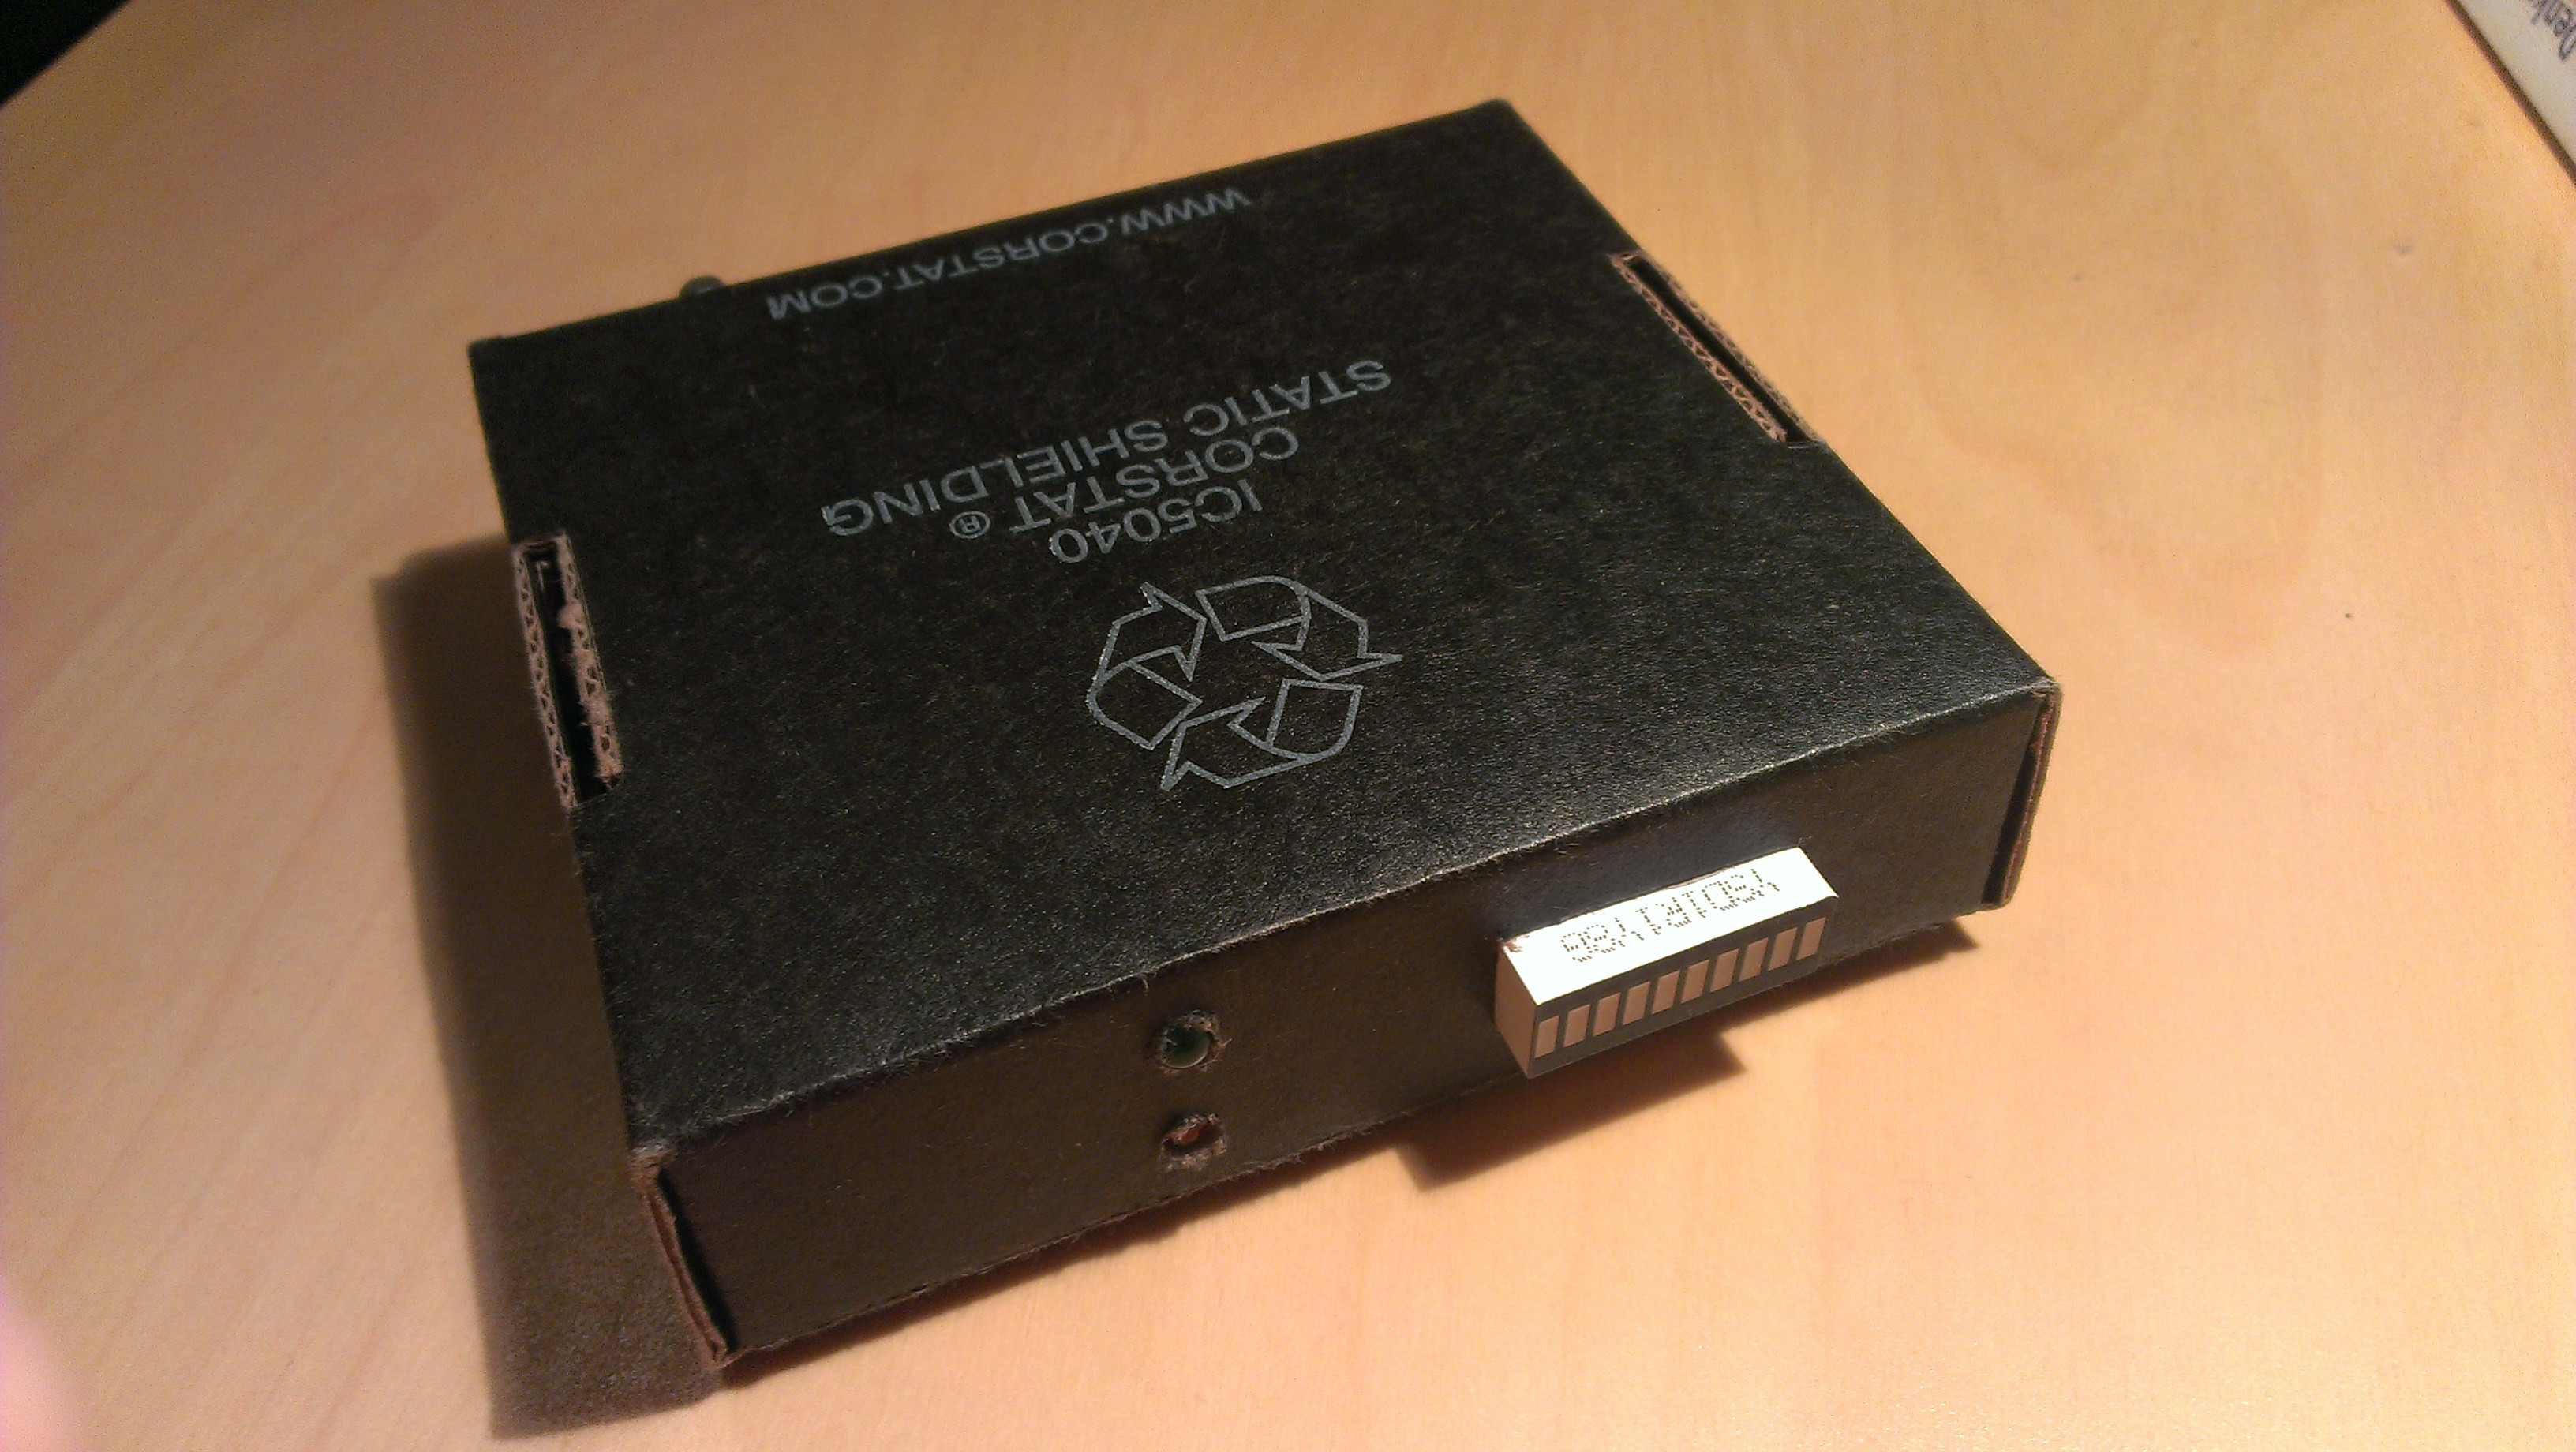 WWW.CORSTAT.COM
STATIC SHIELDING
CORSTAT ®
IC5040